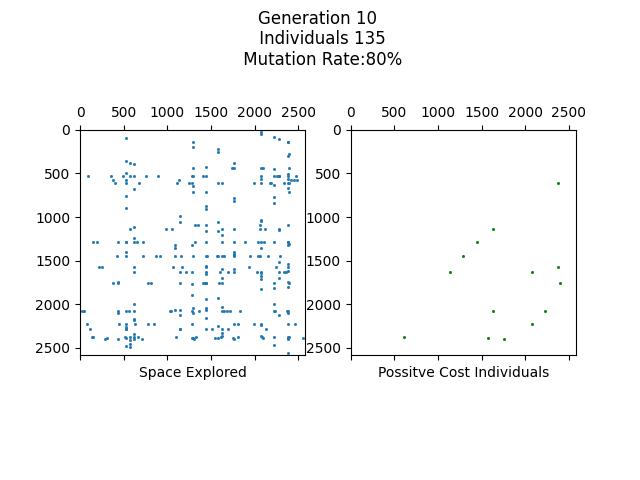 Generation 10
Individuals 135
Mutation Rate:80%
0 500 1000 1500 2000 2500
0
500
1000
1500
2000
2500
Space Explored
0 500 1000 1500 2000 2500
0
500
1000
1500
2000
2500
Possitve Cost Individuals